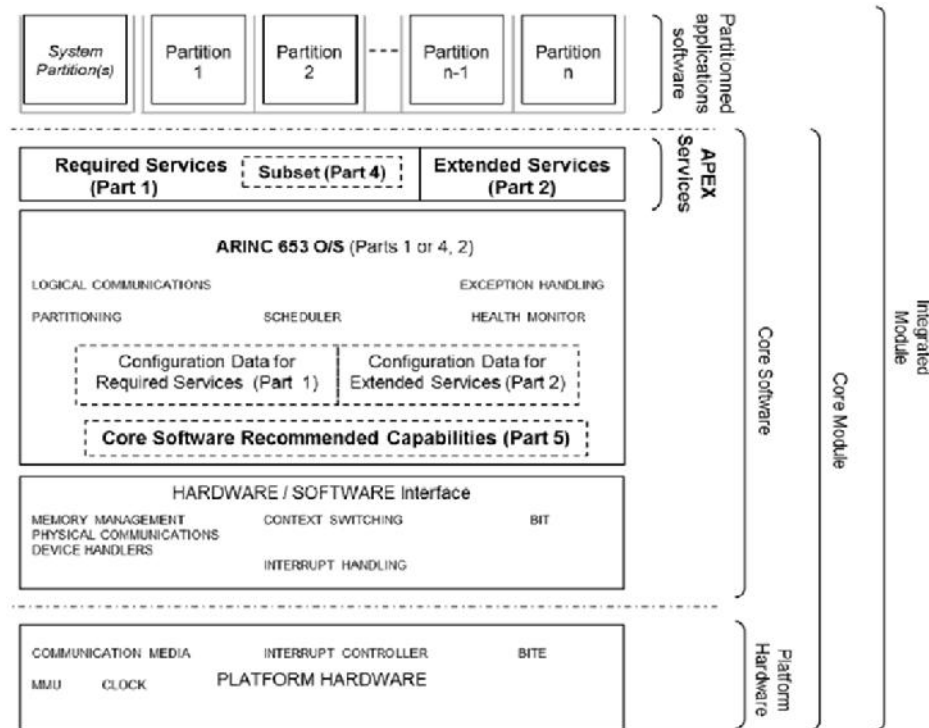 System
Partition(s)
Partition
1
Partition
2
Partition
n-1
Partition
n
Partitionned
applications
software
Required Services
(Part 1)
Subset (Part 4)
Extended Services
(Part 2)
APEX
Services
ARINC 653 O/S (Parts 1 or 4, 2)
LOGICAL COMMUNICATIONS
EXCEPTION HANDLING
PARTITIONING
SCHEDULER
HEALTH MONITOR
Configuration Data for
Required Services (Part 1)
Configuration Data for
Extended Services (Part 2)
Core Software Recommended Capabilities (Part 5)
HARDWARE / SOFTWARE Interface
MEMORY MANAGEMENT
PHYSICAL COMMUNICATIONS
DEVICE HANDLERS
CONTEXT SWITCHING
BIT
INTERRUPT HANDLING
Core Software
Core Module
Integrated
Module
COMMUNICATION MEDIA
INTERRUPT CONTROLLER
BITE
MMU
CLOCK
PLATFORM HARDWARE
Platform
Hardware